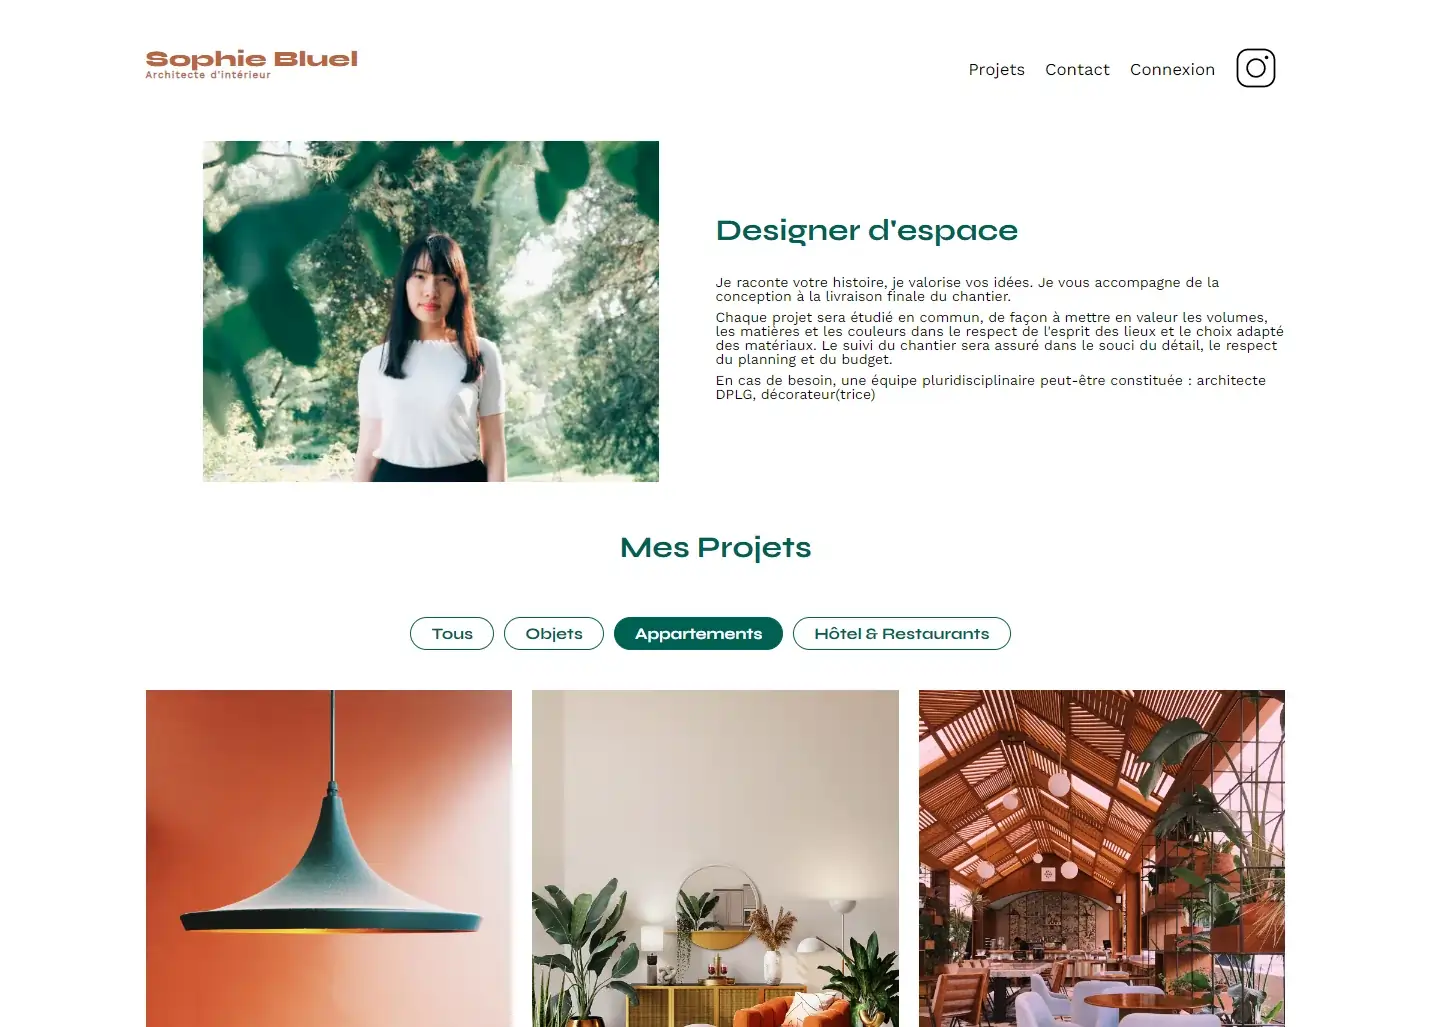 Sophie Bluel
Architecte d'intérieur
Projets
Contact
Connexion
Designer d'espace
Je raconte votre histoire, je valorise vos idées. Je vous accompagne de la
conception à la livraison finale du chantier.
Chaque projet sera étudié en commun, de façon à mettre en valeur les volumes,
les matières et les couleurs dans le respect de l'esprit des lieux et le choix adapté
des matériaux. Le suivi du chantier sera assuré dans le souci du détail, le respect
du planning et du budget.
En cas de besoin, une équipe pluridisciplinaire peut-être constituée : architecte
DPLG, décorateur(trice)
Mes Projets
Tous
Objets
Appartements
Hôtel & Restaurants